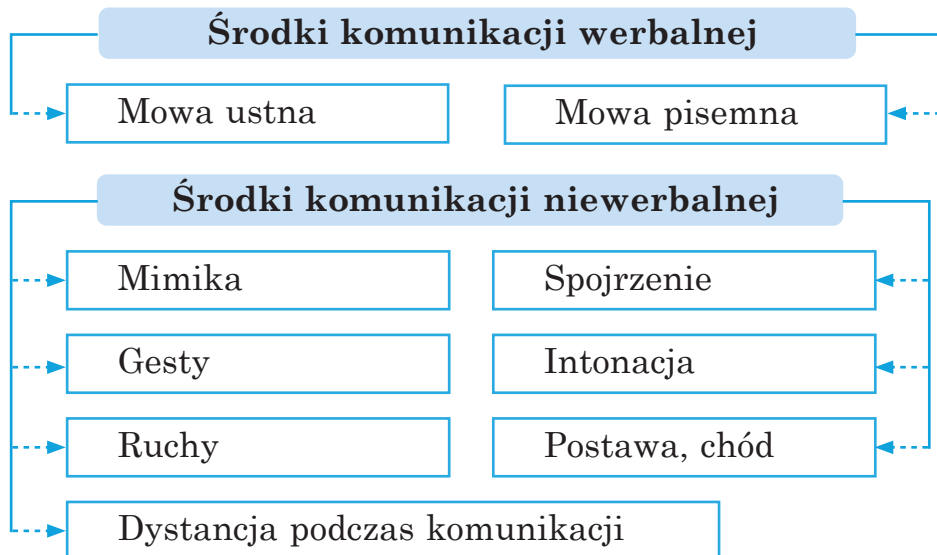 Środki komunikacji werbalnej
Mowa ustna
Mowa pisemna
Środki komunikacji niewerbalnej
Mimika
Spojrzenie
Gesty
Intonacja
Ruchy
Postawa, chód
Dystancja podczas komunikacji